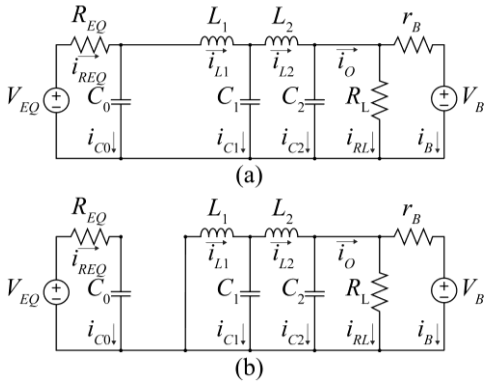 R_EQ L_1 L_2 r_B
i_REQ i_L1 i_L2 i_O
V_EQ + − C_0 C_1 C_2 R_L + − V_B
i_C0 i_C1 i_C2 i_RL i_B
(a)
R_EQ L_1 L_2 r_B
i_REQ i_L1 i_L2 i_O
V_EQ + − C_0 C_1 C_2 R_L + − V_B
i_C0 i_C1 i_C2 i_RL i_B
(b)